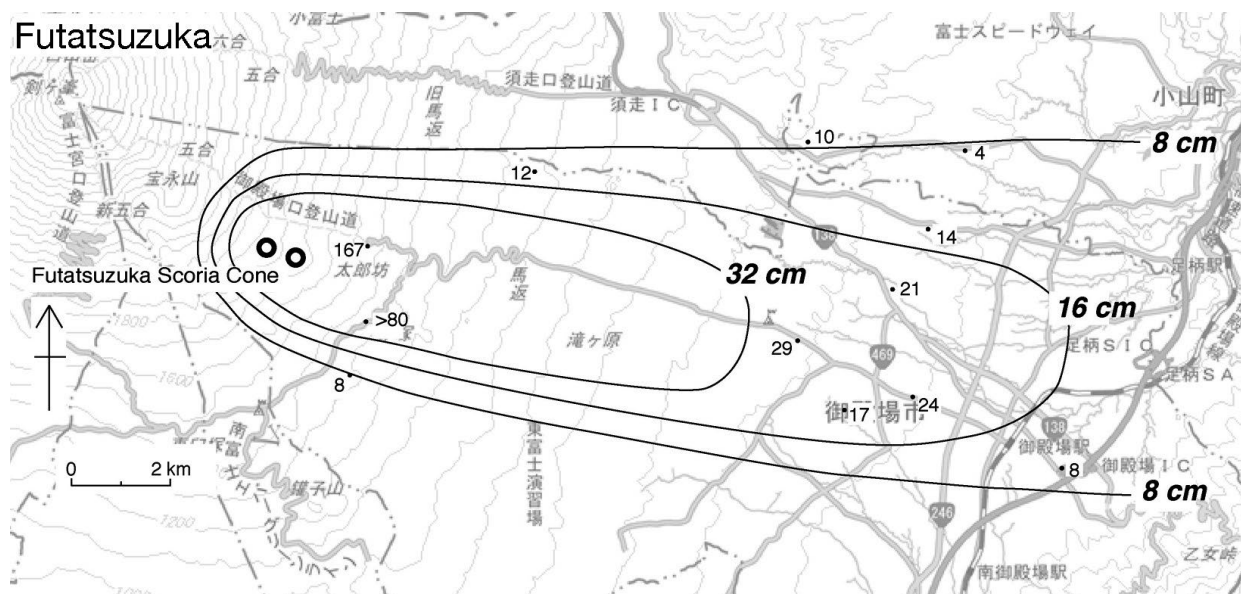 Futatsuzuka
小富士
富士スピードウェイ
六合
五合
須走口登山道
旧馬返
須走IC
小山町
剣ヶ峯
富士宮口登山道
五合
宝永山
新五合
10
4
8 cm
12
御殿場口登山道
14
138
足柄駅
167
太郎坊
馬返
32 cm
Futatsuzuka Scoria Cone
21
16 cm
>80
1800
滝ヶ原
29
469
足柄SIC
足柄SA
1600
8
17
24
御殿場市
138
御殿場駅
御殿場IC
8
8 cm
0
2 km
南富士
東富士演習場
246
1200
乙女峠
南御殿場駅